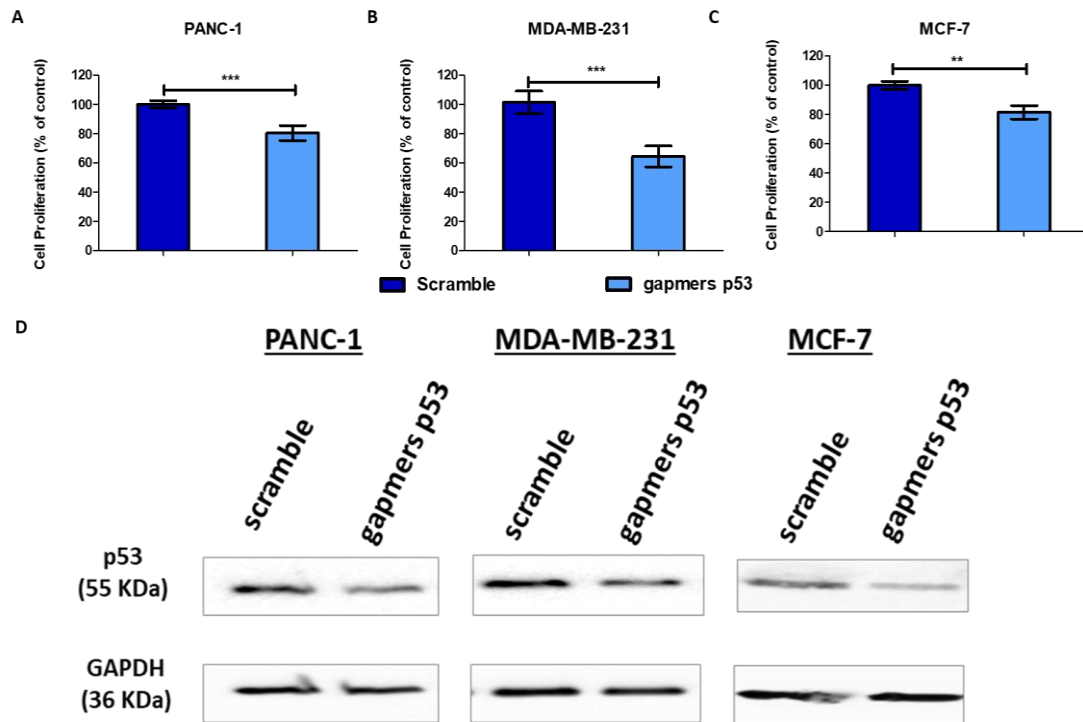 A
PANC-1
Cell Proliferation (% of control)
120
100
80
60
40
20
0
***
B
MDA-MB-231
Cell Proliferation (% of control)
120
100
80
60
40
20
0
***
C
MCF-7
Cell Proliferation (% of control)
120
100
80
60
40
20
0
**
Scramble
gapmers p53
D
PANC-1
MDA-MB-231
MCF-7
scramble
gapmers p53
scramble
gapmers p53
scramble
gapmers p53
p53
(55 KDa)
GAPDH
(36 KDa)